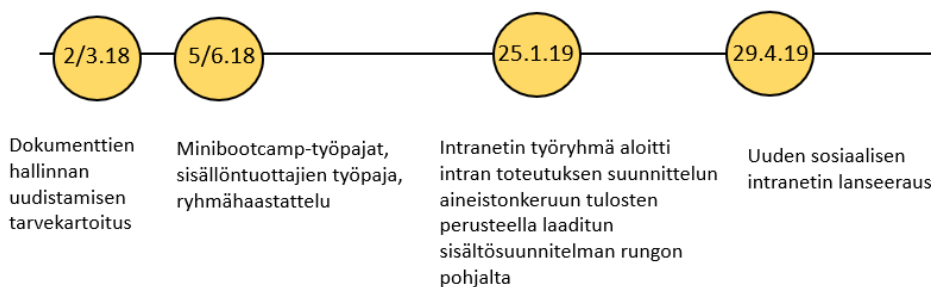 2/3.18
5/6.18
25.1.19
29.4.19
Dokumenttien
hallinnan
uudistamisen
tarvekartoitus
Minibootcamp-työpajat,
sisällöntuottajien työpaja,
ryhmähaastattelu
Intranetin työryhmä aloitti
intran toteutuksen suunnittelun
aineistonkeruun tulosten
perusteella laaditun
sisältösuunnitelman rungon
pohjalta
Uuden sosiaalisen
intranetin lanseeraus